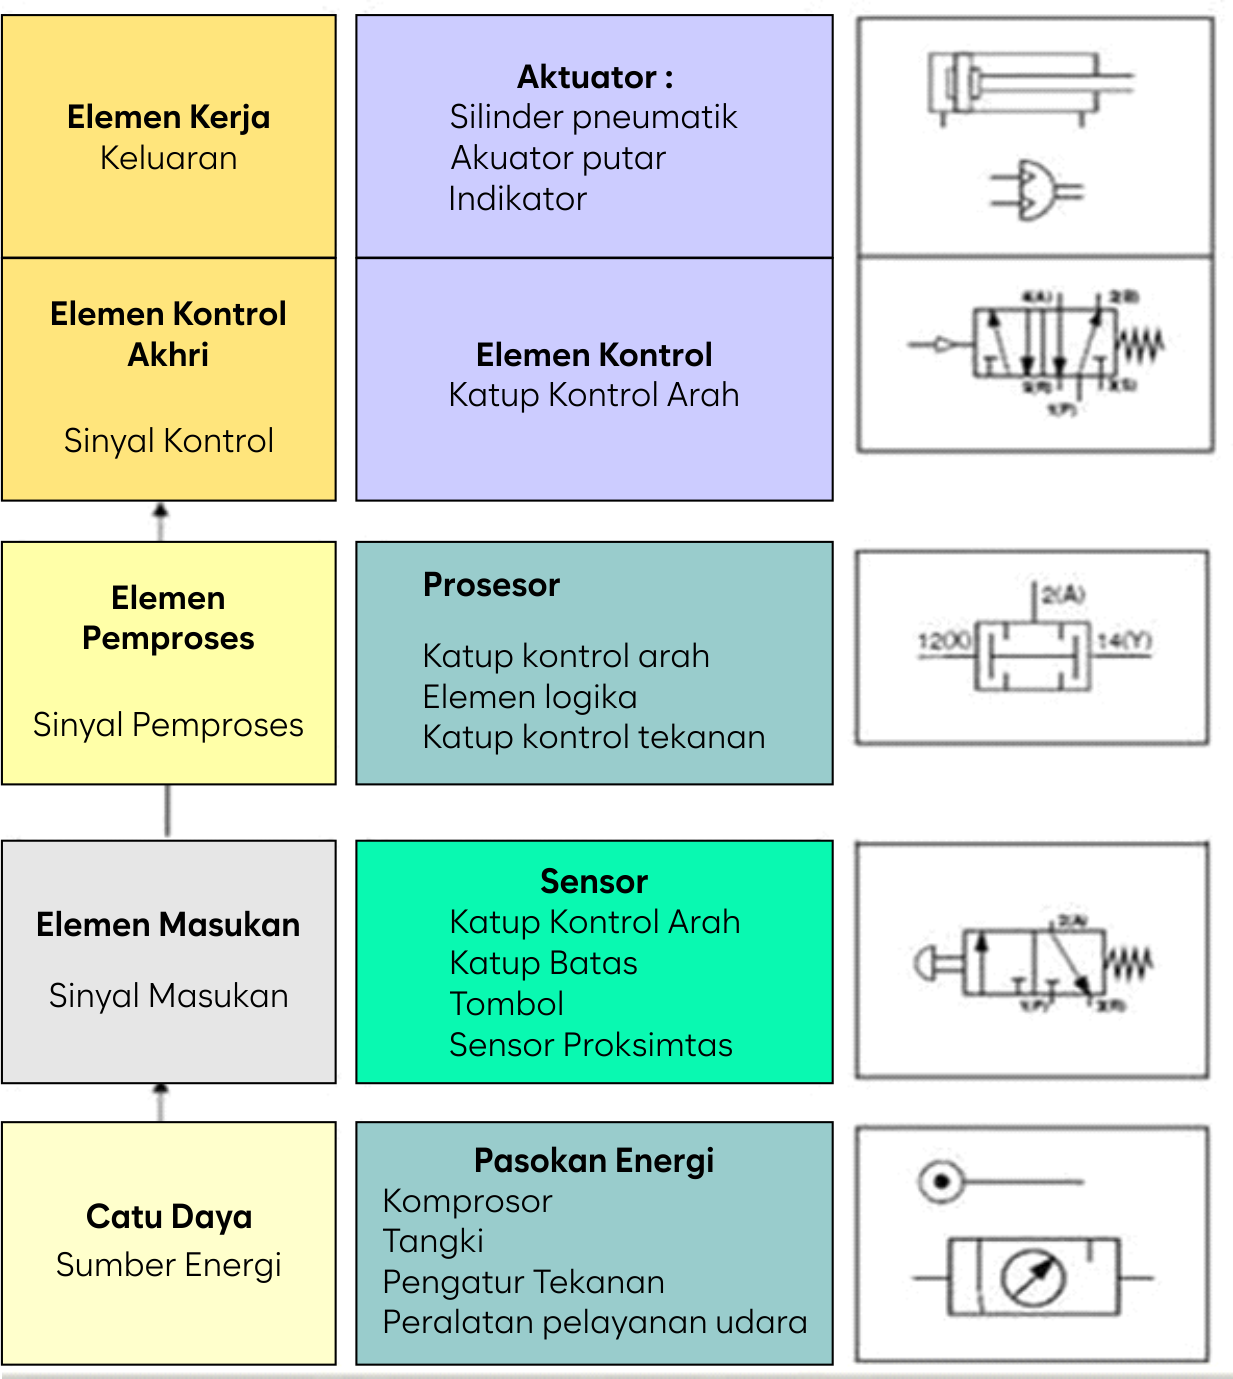 Elemen Kerja
Keluaran
Aktuator :
Silinder pneumatik
Akuator putar
Indikator
Elemen Kontrol
Akhri
Sinyal Kontrol
Elemen Kontrol
Katup Kontrol Arah
4(A)
2(B)
3(S)
1(P)
Elemen
Pemproses
Sinyal Pemproses
Prosesor
Katup kontrol arah
Elemen logika
Katup kontrol tekanan
2(A)
14(Y)
Elemen Masukan
Sinyal Masukan
Sensor
Katup Kontrol Arah
Katup Batas
Tombol
Sensor Proksimtas
2(A)
1(P)
3(R)
Catu Daya
Sumber Energi
Pasokan Energi
Komprosor
Tangki
Pengatur Tekanan
Peralatan pelayanan udara